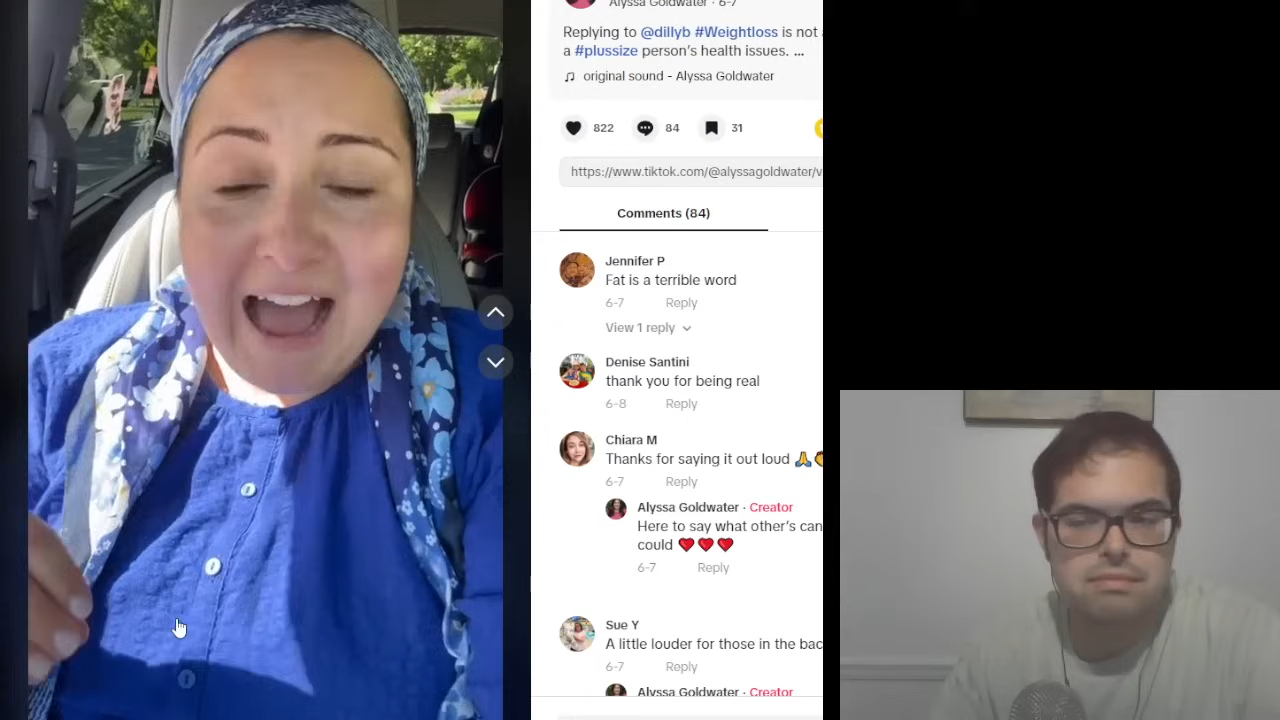 Alyssa Goldwater · 6-7
Replying to @dillyb #Weightloss is not
a #plussize person's health issues. ...
original sound - Alyssa Goldwater
822
84
31
https://www.tiktok.com/@alyssagoldwater/v
Comments (84)
Jennifer P
Fat is a terrible word
6-7 Reply
View 1 reply
Denise Santini
thank you for being real
6-8 Reply
Chiara M
Thanks for saying it out loud 🙏
6-7 Reply
Alyssa Goldwater · Creator
Here to say what other's can
could ❤️❤️❤️
6-7 Reply
Sue Y
A little louder for those in the bac
6-7 Reply
Alyssa Goldwater · Creator